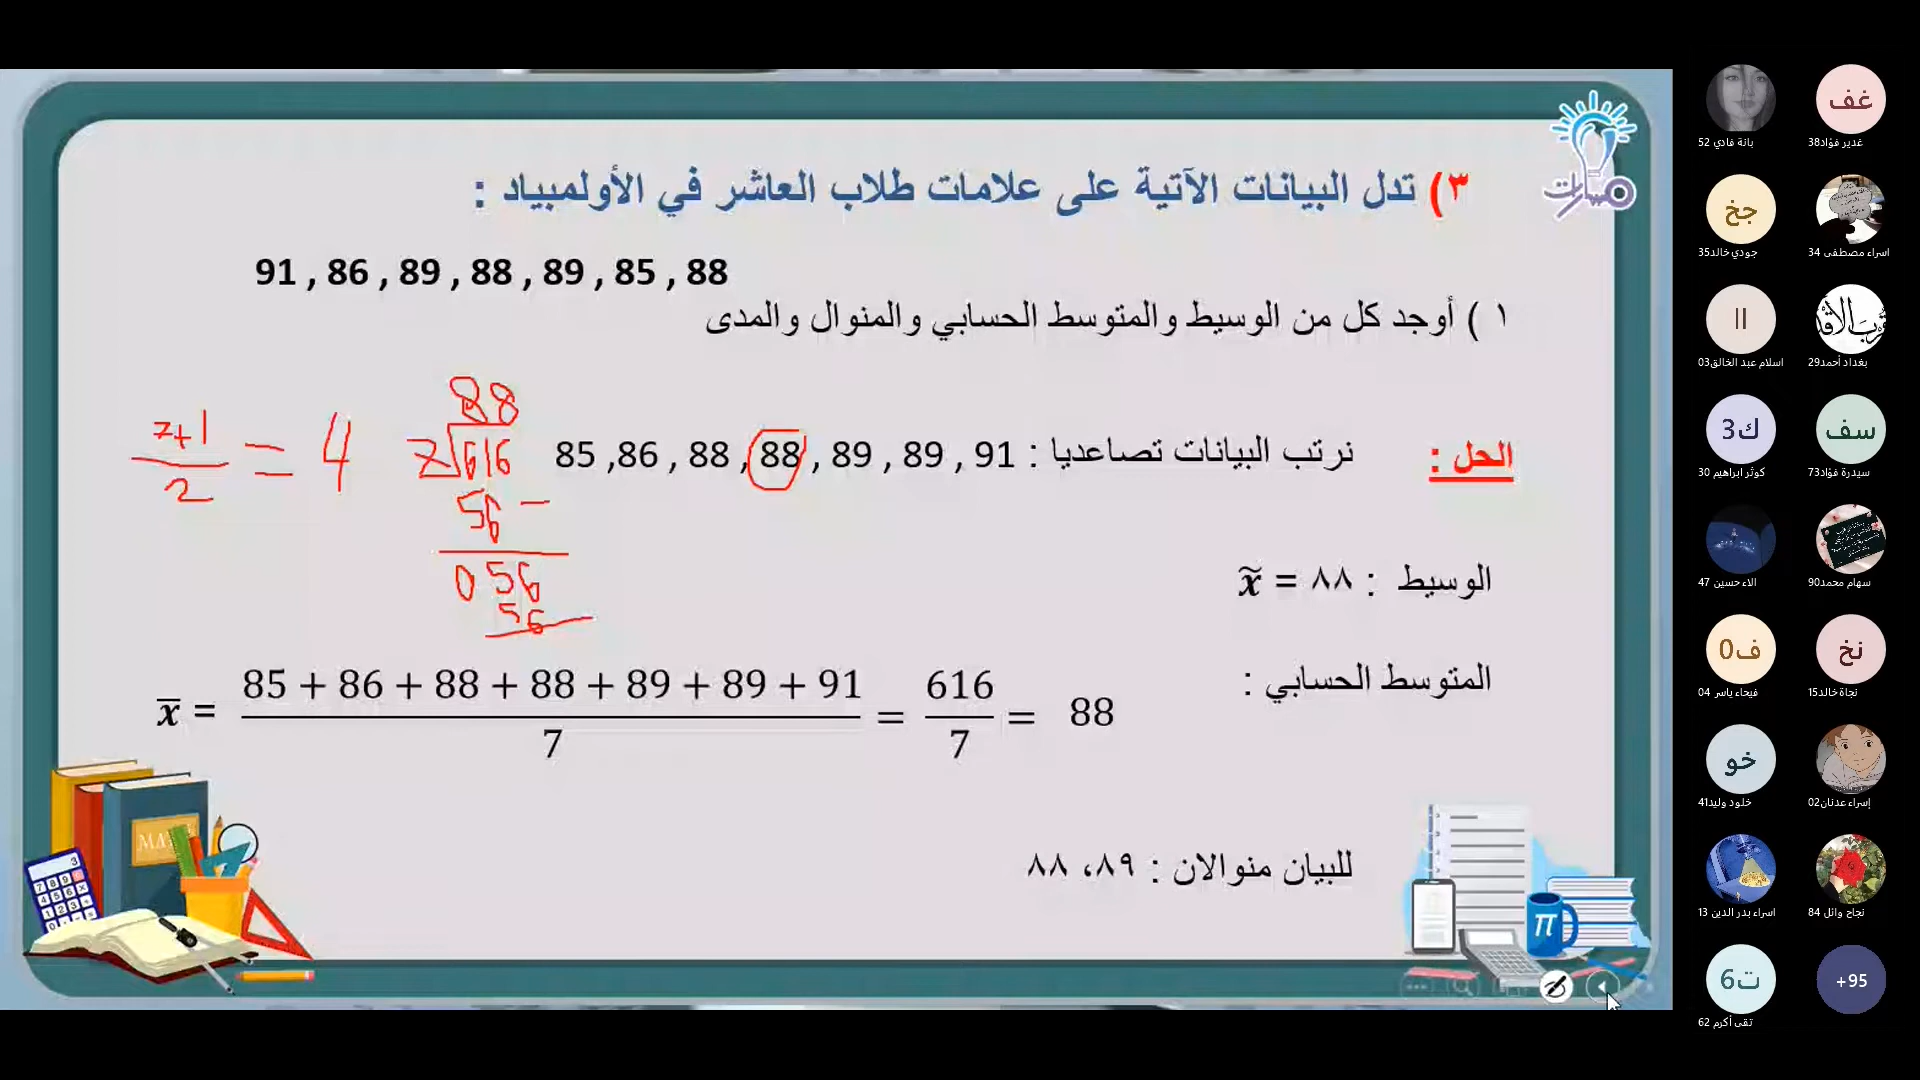 مسارات
٣) تدل البيانات الآتية على علامات طلاب العاشر في الأولمبياد :
91 , 86 , 89 , 88 , 89 , 85 , 88
١ ) أوجد كل من الوسيط والمتوسط الحسابي والمنوال والمدى
الحل :
نرتب البيانات تصاعديا : 85 ,86 , 88 , 88 , 89 , 89 , 91
7+1
2
= 4
88
7
616
56 -
056
56
الوسيط : x̃ = ٨٨
المتوسط الحسابي :
x̄ = (85 + 86 + 88 + 88 + 89 + 89 + 91)/7 = 616/7 = 88
للبيان منوالان : ٨٩، ٨٨
π
غف
بانة فادي 52
غدير فؤاد38
جخ
جودي خالد35
اسراء مصطفى 34
اا
اسلام عبد الخالق03
بغداد أحمد29
ك3
سف
كوثر ابراهيم 30
سيدرة فؤاد73
الاء حسين 47
سهام محمد90
ف0
نخ
فيحاء ياسر 04
نجاة خالد15
خو
خلود وليد41
إسراء عدنان02
اسراء بدر الدين 13
نجاح وائل 84
ت6
+95
تقى أكرم 62